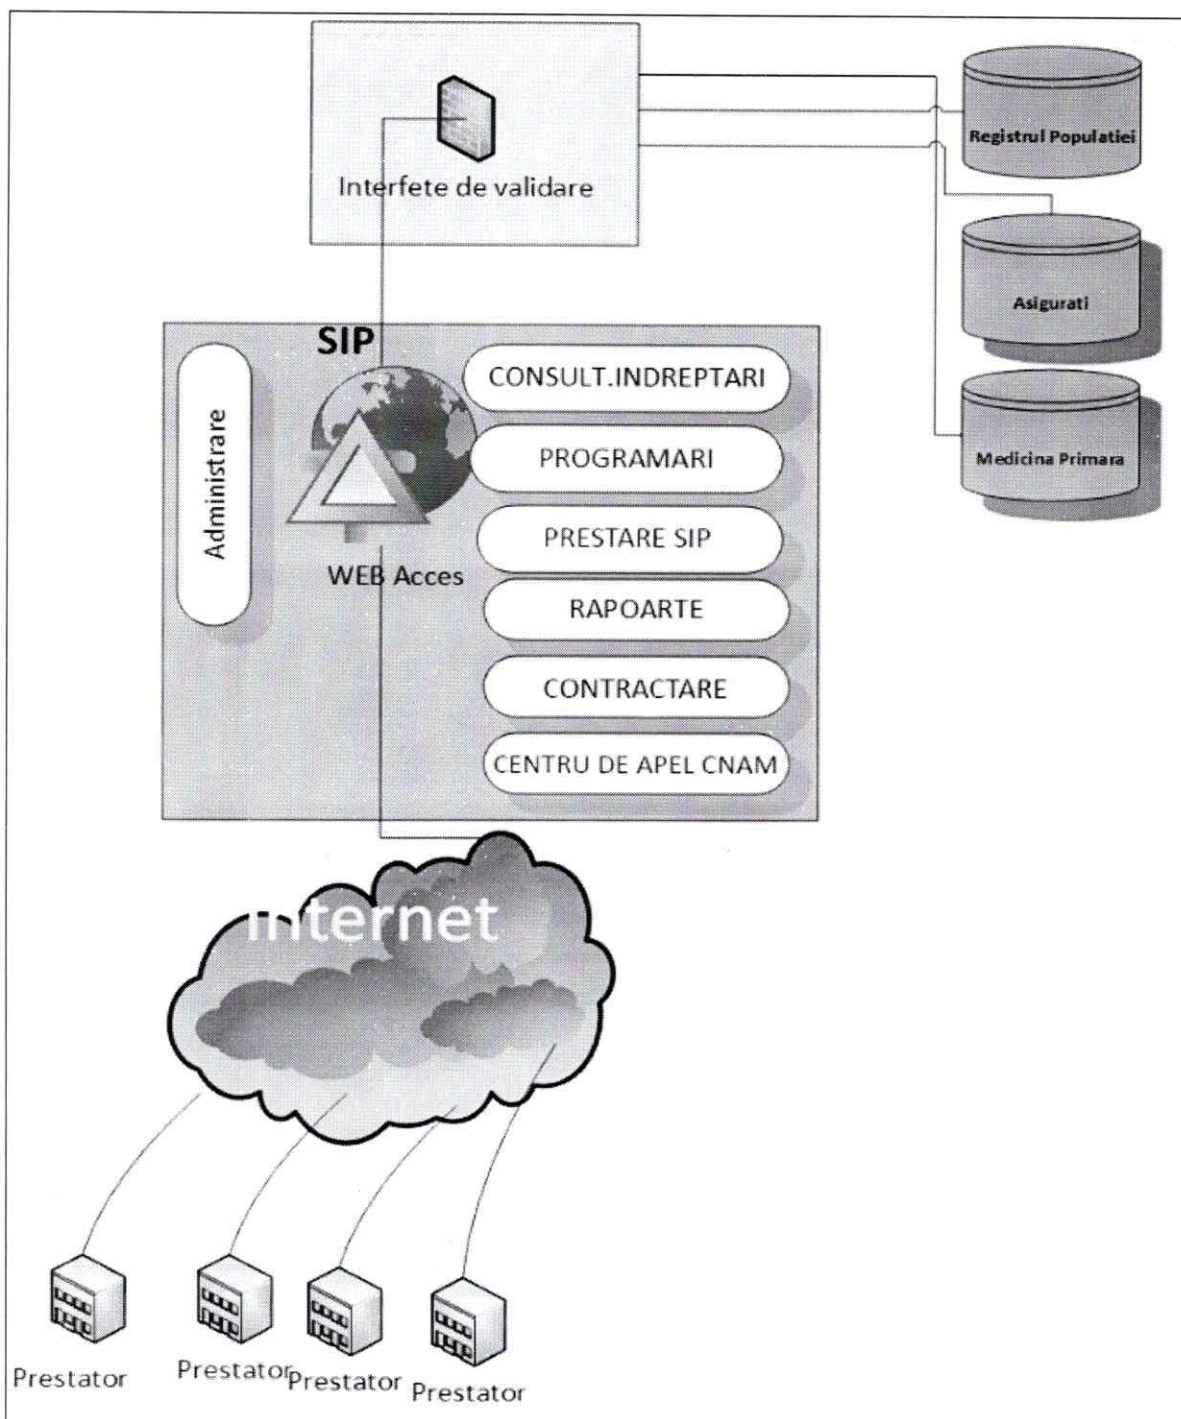 Interfete de validare
Registrul Populatiei
Asigurati
Medicina Primara
SIP
Administrare
WEB Acces
CONSULT.INDREPTARI
PROGRAMARI
PRESTARE SIP
RAPOARTE
CONTRACTARE
CENTRU DE APEL CNAM
Internet
Prestator
Prestator
Prestator
Prestator